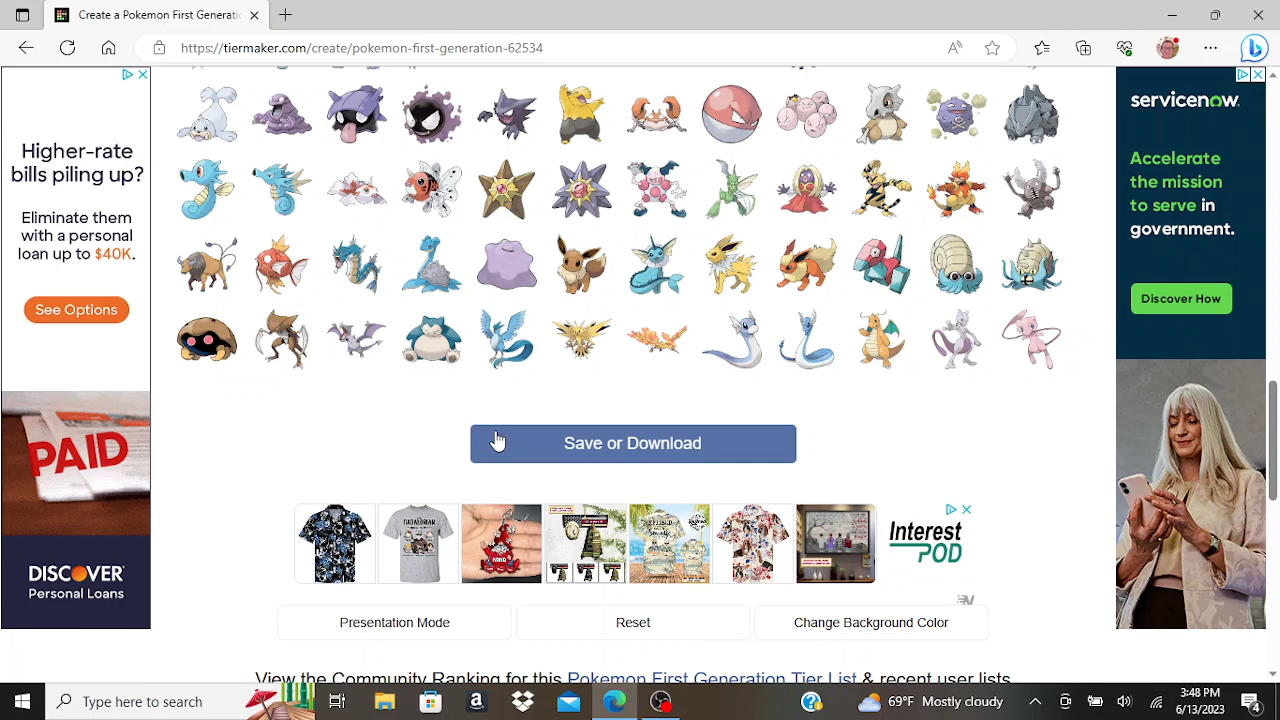 Create a Pokemon First Generatio
https://tiermaker.com/create/pokemon-first-generation-62534
Higher-rate
bills piling up?
Eliminate them
with a personal
loan up to $40K.
See Options
PAID
DISCOVER
Personal Loans
servicenow
Accelerate
the mission
to serve in
government.
Discover How
Save or Download
Interest
POD
Presentation Mode
Reset
Change Background Color
View the Community Ranking for this Pokemon First Generation Tier List & recent user lists
Type here to search
69°F Mostly cloudy
3:48 PM
6/13/2023
4